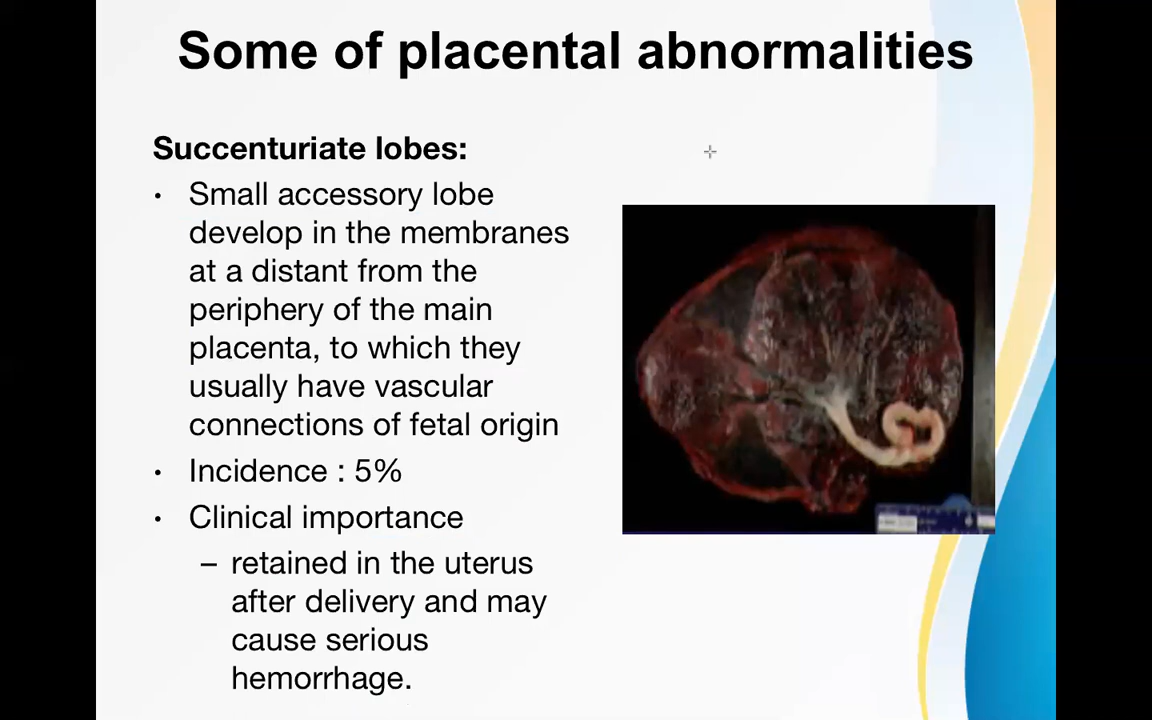 Some of placental abnormalities
Succenturiate lobes:
• Small accessory lobe
develop in the membranes
at a distant from the
periphery of the main
placenta, to which they
usually have vascular
connections of fetal origin
• Incidence : 5%
• Clinical importance
– retained in the uterus
after delivery and may
cause serious
hemorrhage.